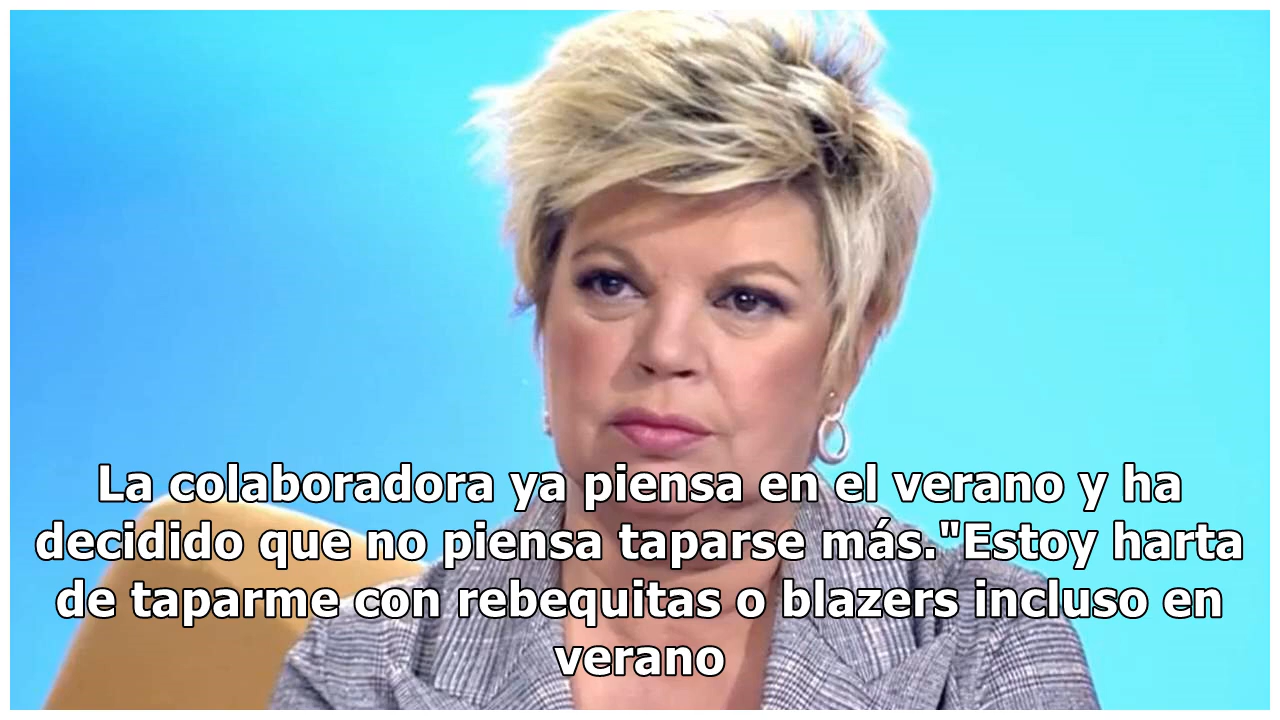 La colaboradora ya piensa en el verano y ha
decidido que no piensa taparse más."Estoy harta
de taparme con rebequitas o blazers incluso en
verano